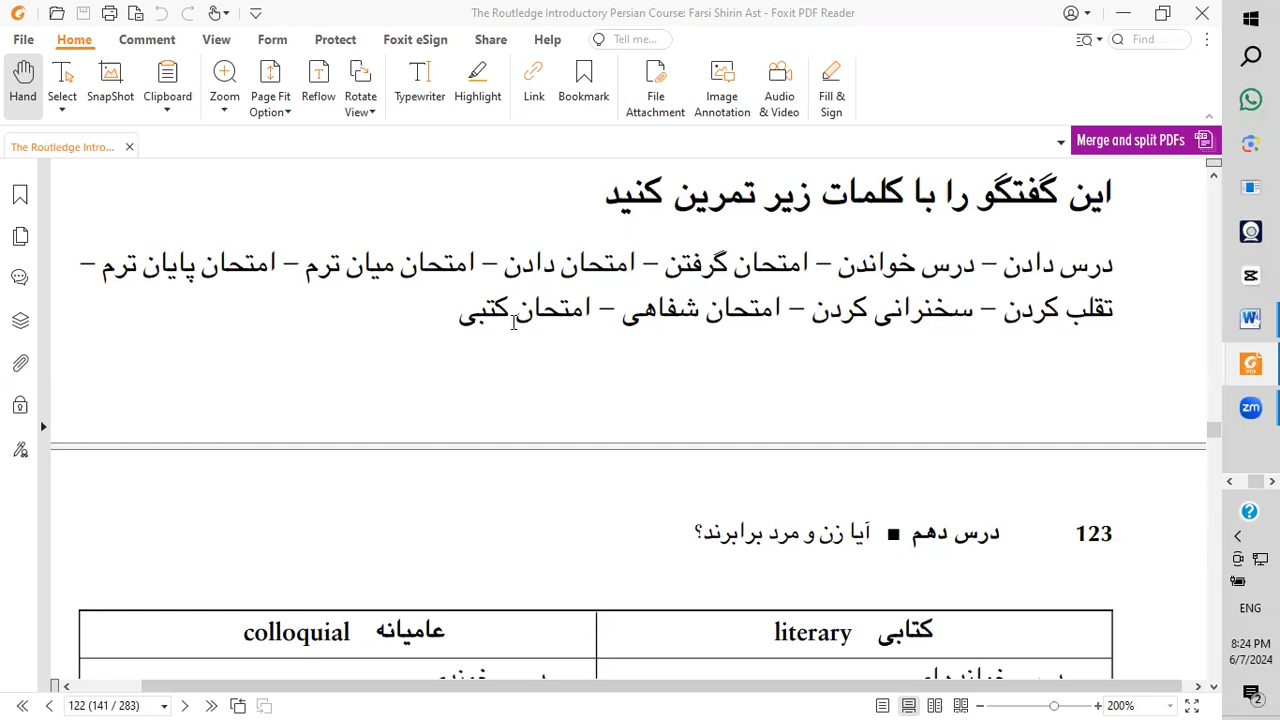 The Routledge Introductory Persian Course: Farsi Shirin Ast - Foxit PDF Reader
File Home Comment View Form Protect Foxit eSign Share Help Tell me... Find
Hand Select SnapShot Clipboard Zoom Page Fit Option Reflow Rotate View Typewriter Highlight Link Bookmark File Attachment Image Annotation Audio & Video Fill & Sign
The Routledge Intro... Merge and split PDFs
این گفتگو را با کلمات زیر تمرین کنید
درس دادن – درس خواندن – امتحان گرفتن – امتحان دادن – امتحان میان ترم – امتحان پایان ترم –
تقلب کردن – سخنرانی کردن – امتحان شفاهی – امتحان کتبی
123 درس دهم ■ آیا زن و مرد برابرند؟
کتابی literary عامیانه colloquial
122 (141 / 283) 200%
ENG
8:24 PM
6/7/2024
2